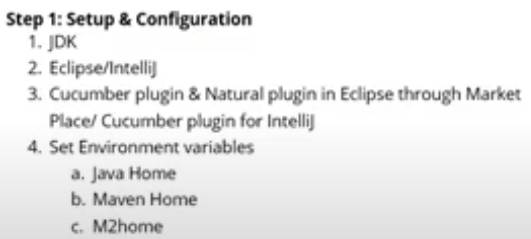 Step 1: Setup & Configuration
1. JDK
2. Eclipse/IntelliJ
3. Cucumber plugin & Natural plugin in Eclipse through Market
Place/ Cucumber plugin for IntelliJ
4. Set Environment variables
a. Java Home
b. Maven Home
c. M2home